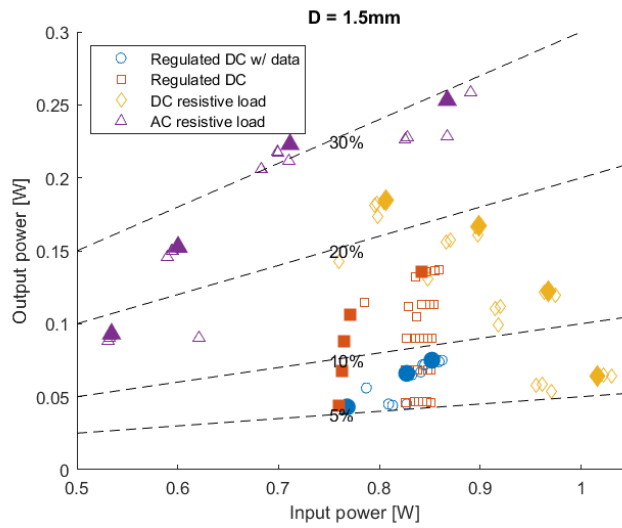 D = 1.5mm
0.3
Regulated DC w/ data
Regulated DC
DC resistive load
AC resistive load
0.25
30%
0.2
20%
0.15
0.1
10%
0.05
5%
0
0.5
0.6
0.7
0.8
0.9
1
Output power [W]
Input power [W]